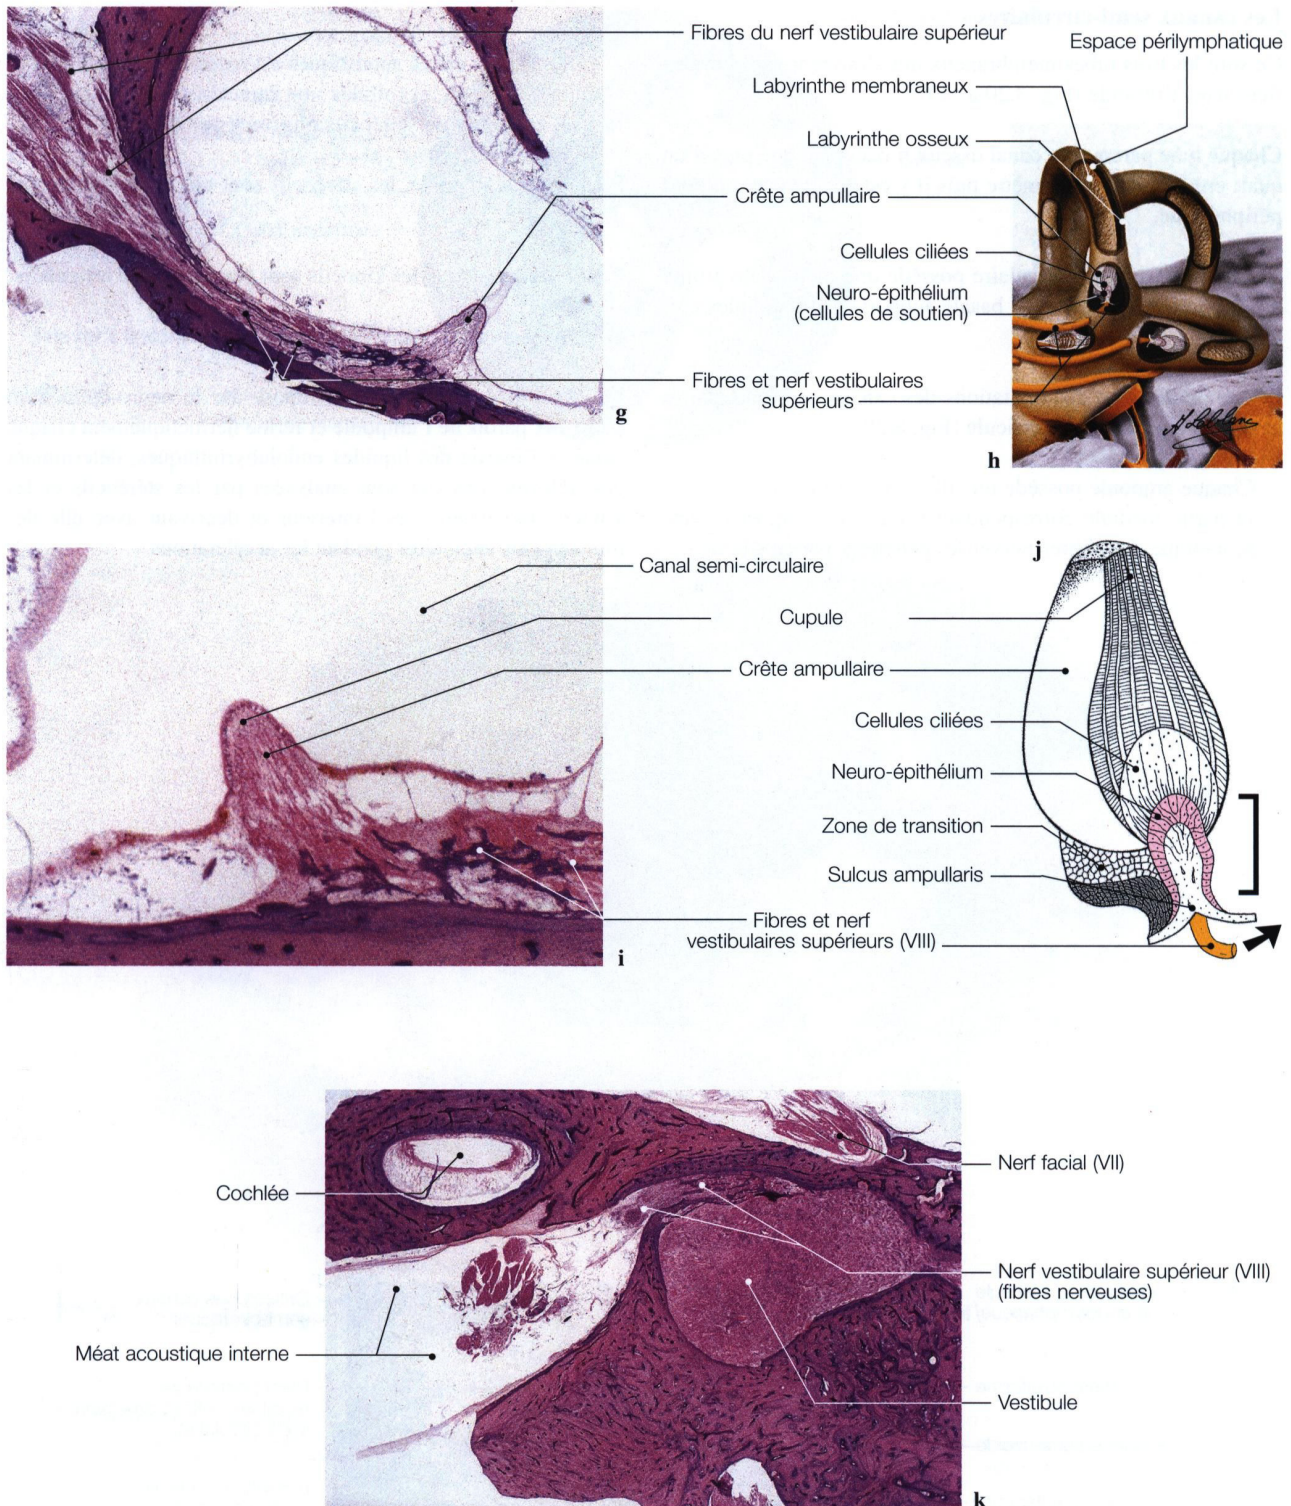 Fibres du nerf vestibulaire supérieur
Espace périlymphatique
Labyrinthe membraneux
Labyrinthe osseux
Crête ampullaire
Cellules ciliées
Neuro-épithélium
(cellules de soutien)
Fibres et nerf vestibulaires
supérieurs
g
h
Canal semi-circulaire
j
Cupule
Crête ampullaire
Cellules ciliées
Neuro-épithélium
Zone de transition
Sulcus ampullaris
Fibres et nerf
vestibulaires supérieurs (VIII)
i
Nerf facial (VII)
Cochlée
Nerf vestibulaire supérieur (VIII)
(fibres nerveuses)
Méat acoustique interne
Vestibule
k